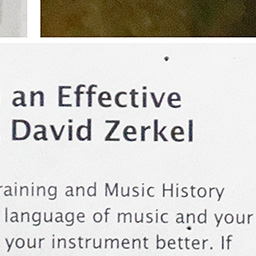 an Effective
David Zerkel
raining and Music History
language of music and your
your instrument better. If